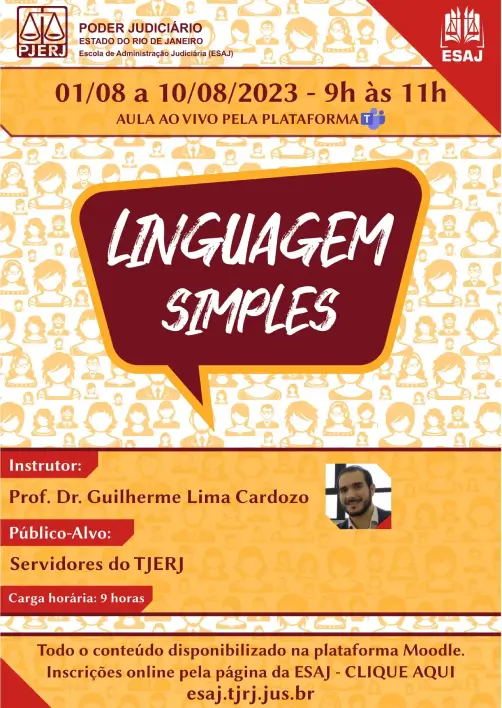 PJERJ
PODER JUDICIÁRIO
ESTADO DO RIO DE JANEIRO
Escola de Administração Judiciária (ESAJ)
ESAJ
01/08 a 10/08/2023 - 9h às 11h
AULA AO VIVO PELA PLATAFORMA T
LINGUAGEM
SIMPLES
Instrutor:
Prof. Dr. Guilherme Lima Cardozo
Público-Alvo:
Servidores do TJERJ
Carga horária: 9 horas
Todo o conteúdo disponibilizado na plataforma Moodle.
Inscrições online pela página da ESAJ - CLIQUE AQUI
esaj.tjrj.jus.br